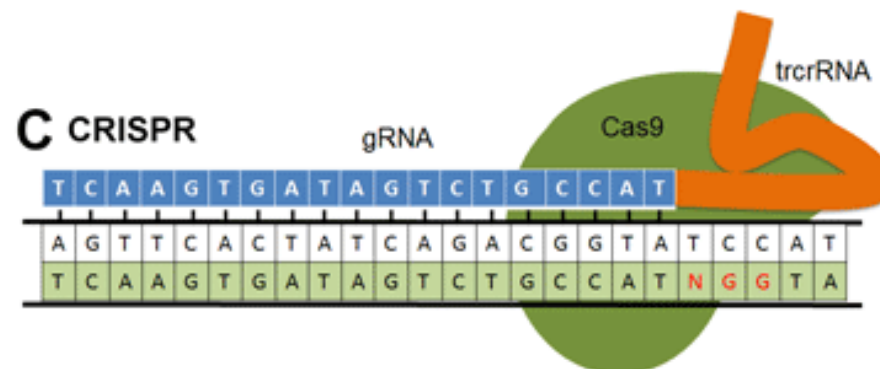 trcrRNA
C CRISPR gRNA Cas9
T C A A G T G A T A G T C T G C C A T
A G T T C A C T A T C A G A C G G T A T C C A T
T C A A G T G A T A G T C T G C C A T N G G T A